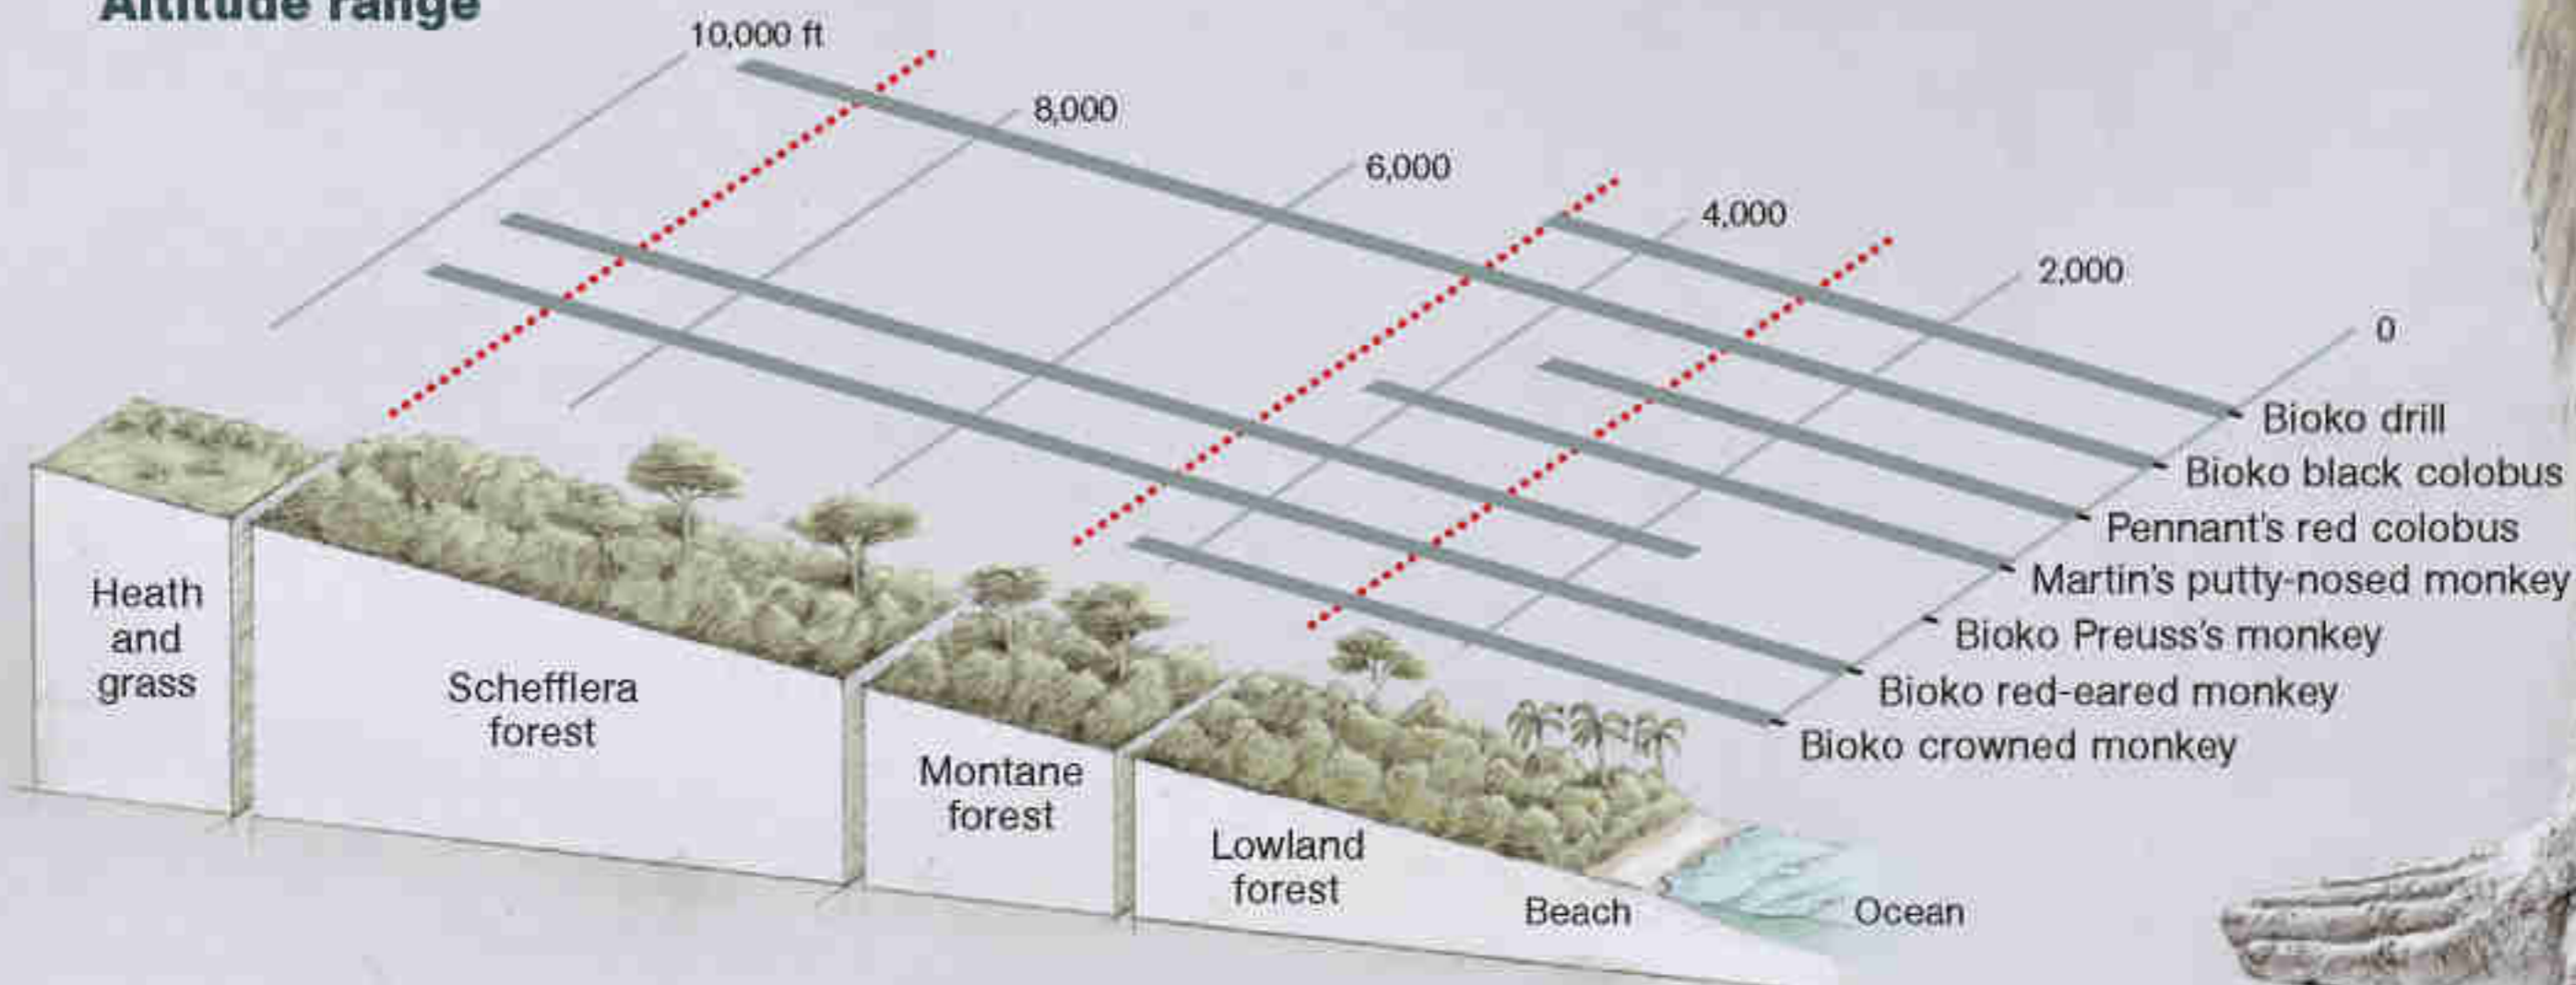 Altitude range
10,000 ft
8,000
6,000
4,000
2,000
0
Bioko drill
Bioko black colobus
Pennant's red colobus
Martin's putty-nosed monkey
Bioko Preuss's monkey
Bioko red-eared monkey
Bioko crowned monkey
Heath
and
grass
Schefflera
forest
Montane
forest
Lowland
forest
Beach
Ocean